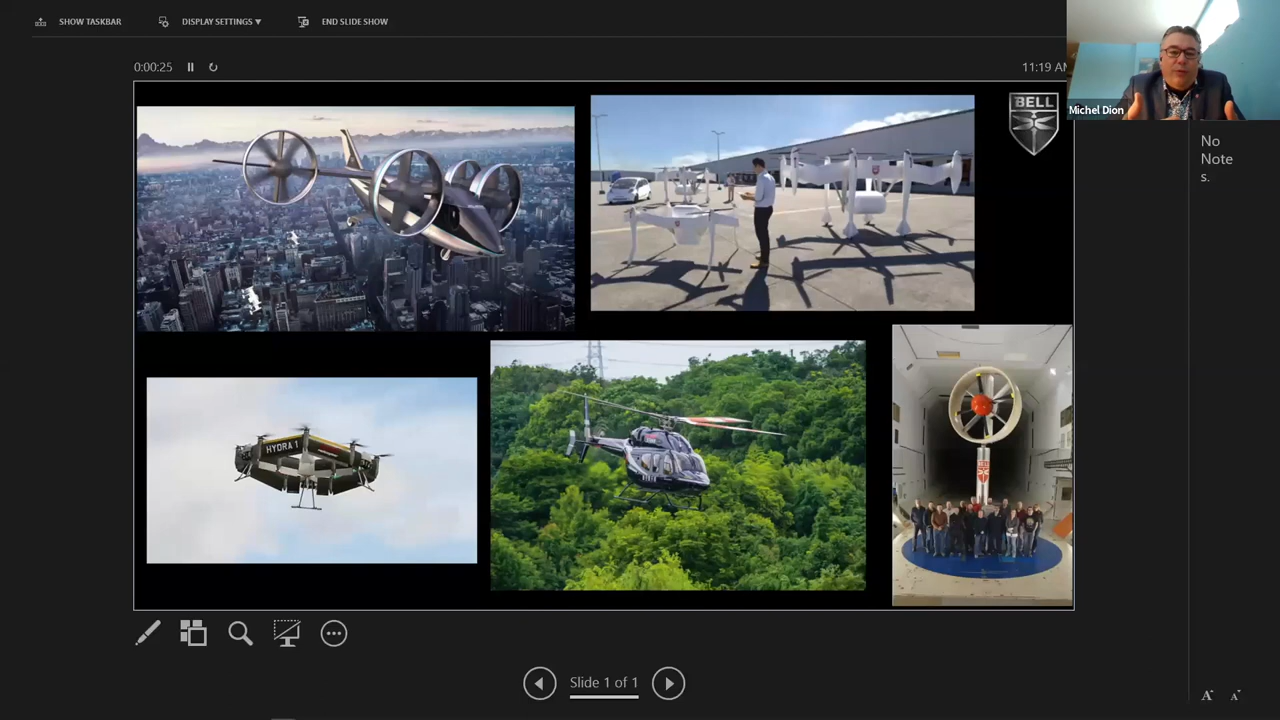 SHOW TASKBAR
DISPLAY SETTINGS ▼
END SLIDE SHOW
0:00:25
11:19 AM
Michel Dion
BELL
No
Note
s.
HYDRA 1
BELL
Slide 1 of 1
A
A